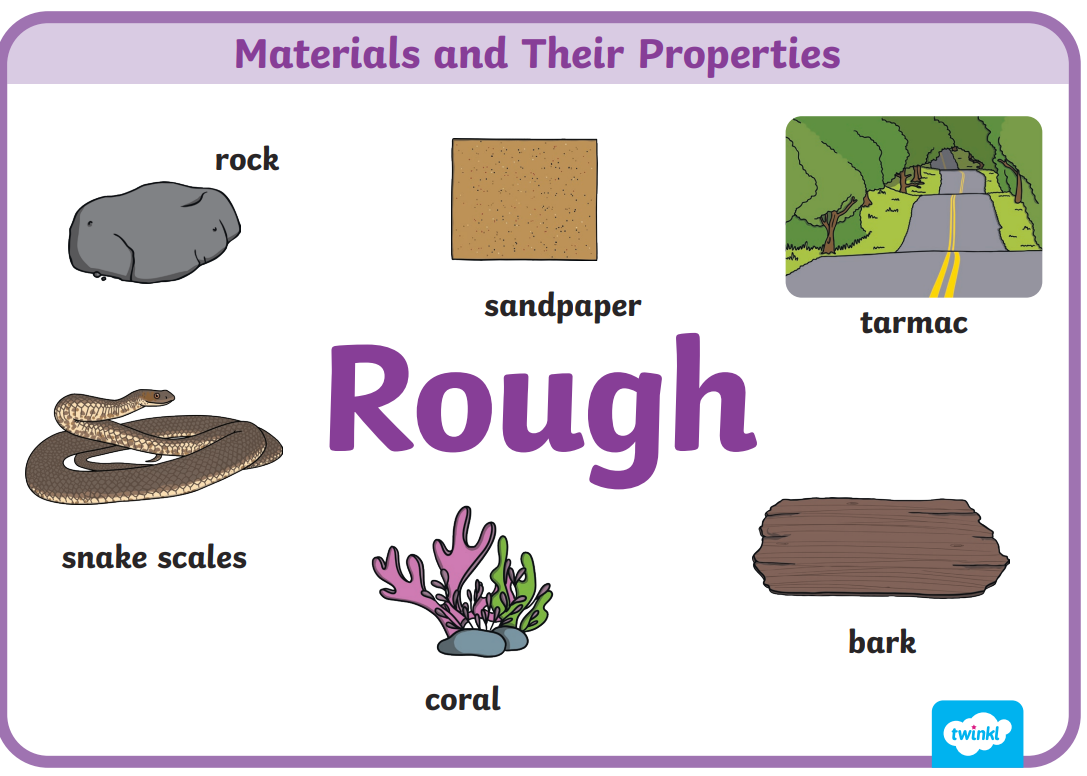 Materials and Their Properties
rock
sandpaper
tarmac
Rough
snake scales
coral
bark
twinkl